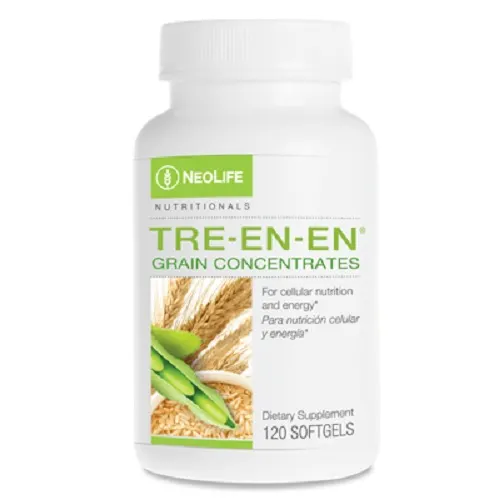 NEOLIFE
NUTRITIONALS
TRE-EN-EN®
GRAIN CONCENTRATES
For cellular nutrition
and energy*
Para nutrición celular
y energía*
Dietary Supplement
120 SOFTGELS